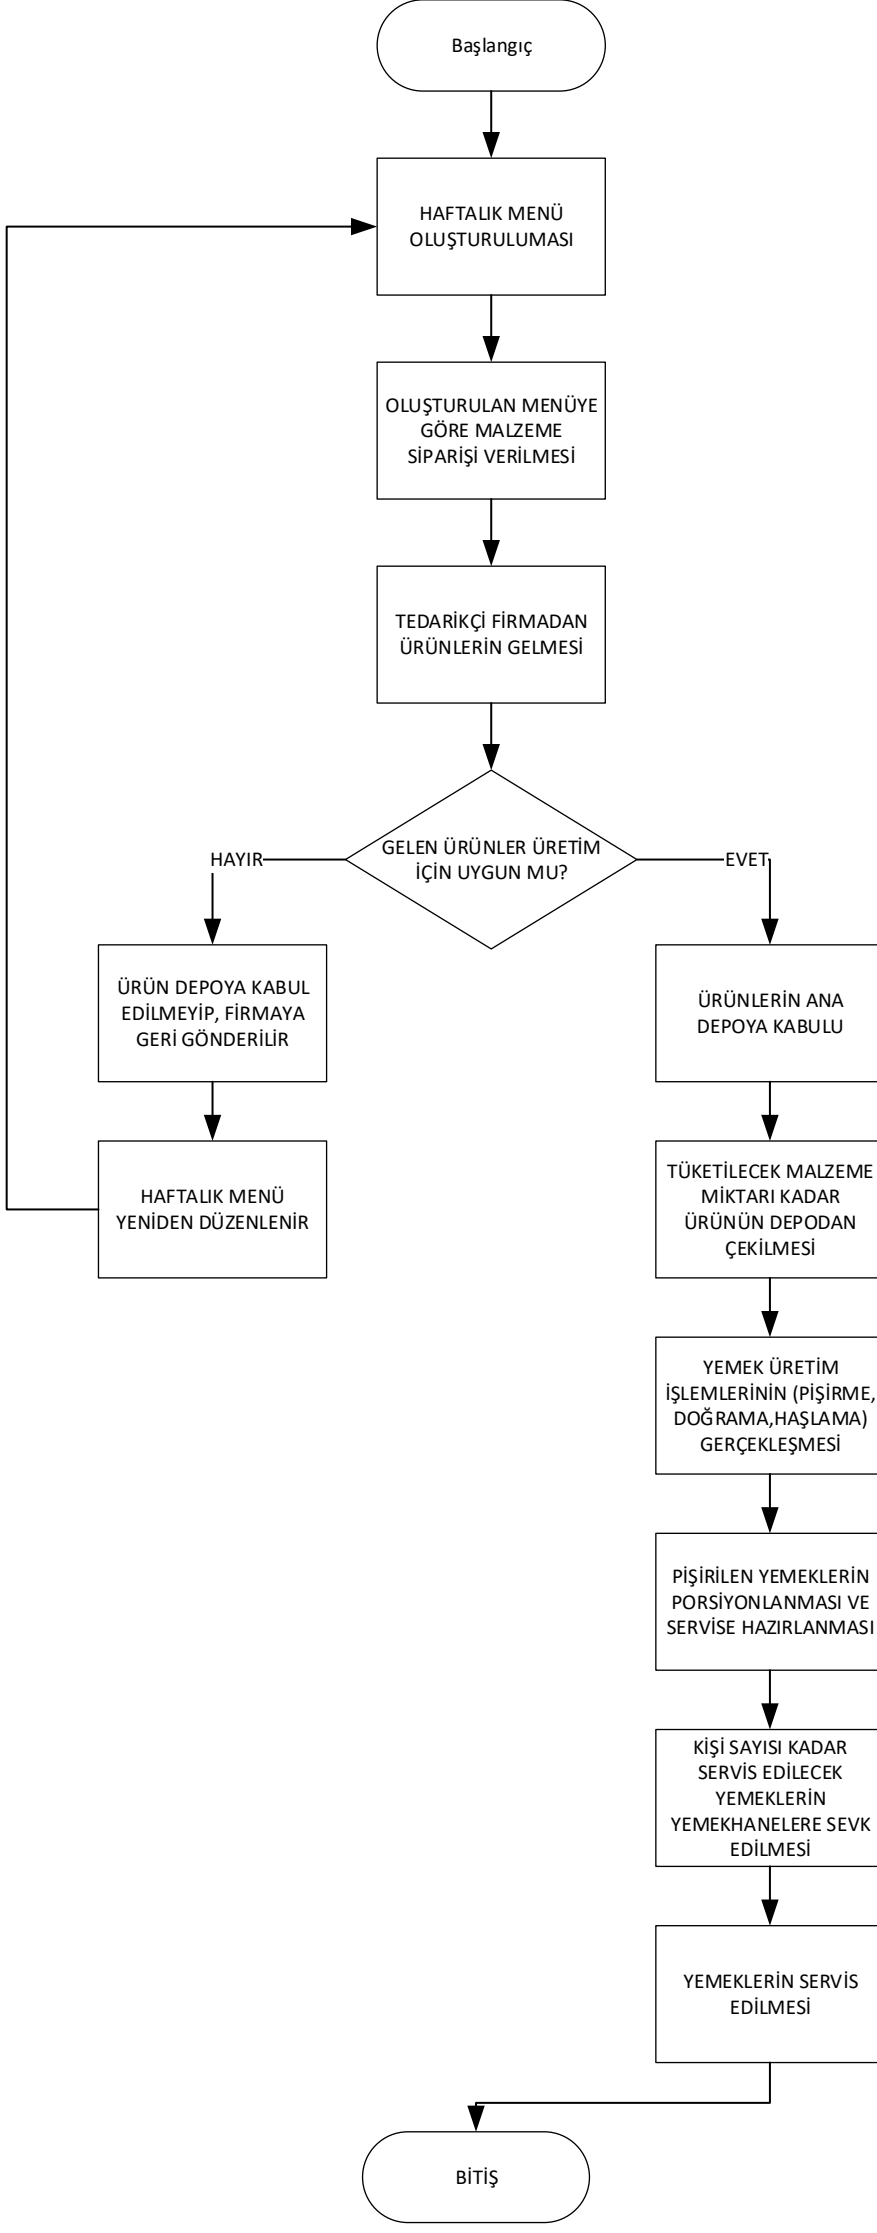 Başlangıç
HAFTALIK MENÜ
OLUŞTURULUMASI
OLUŞTURULAN MENÜYE
GÖRE MALZEME
SİPARİŞİ VERİLMESİ
TEDARİKÇİ FİRMADAN
ÜRÜNLERİN GELMESİ
GELEN ÜRÜNLER ÜRETİM
İÇİN UYGUN MU?
HAYIR
EVET
ÜRÜN DEPOYA KABUL
EDİLMEYİP, FİRMAYA
GERİ GÖNDERİLİR
HAFTALIK MENÜ
YENİDEN DÜZENLENİR
ÜRÜNLERİN ANA
DEPOYA KABULU
TÜKETİLECEK MALZEME
MİKTARI KADAR
ÜRÜNÜN DEPODAN
ÇEKİLMESİ
YEMEK ÜRETİM
İŞLEMLERİNİN (PİŞİRME,
DOĞRAMA,HAŞLAMA)
GERÇEKLEŞMESİ
PİŞİRİLEN YEMEKLERİN
PORSİYONLANMASI VE
SERVİSE HAZIRLANMASI
KİŞİ SAYISI KADAR
SERVİS EDİLECEK
YEMEKLERİN
YEMEKHANELERE SEVK
EDİLMESİ
YEMEKLERİN SERVİS
EDİLMESİ
BİTİŞ